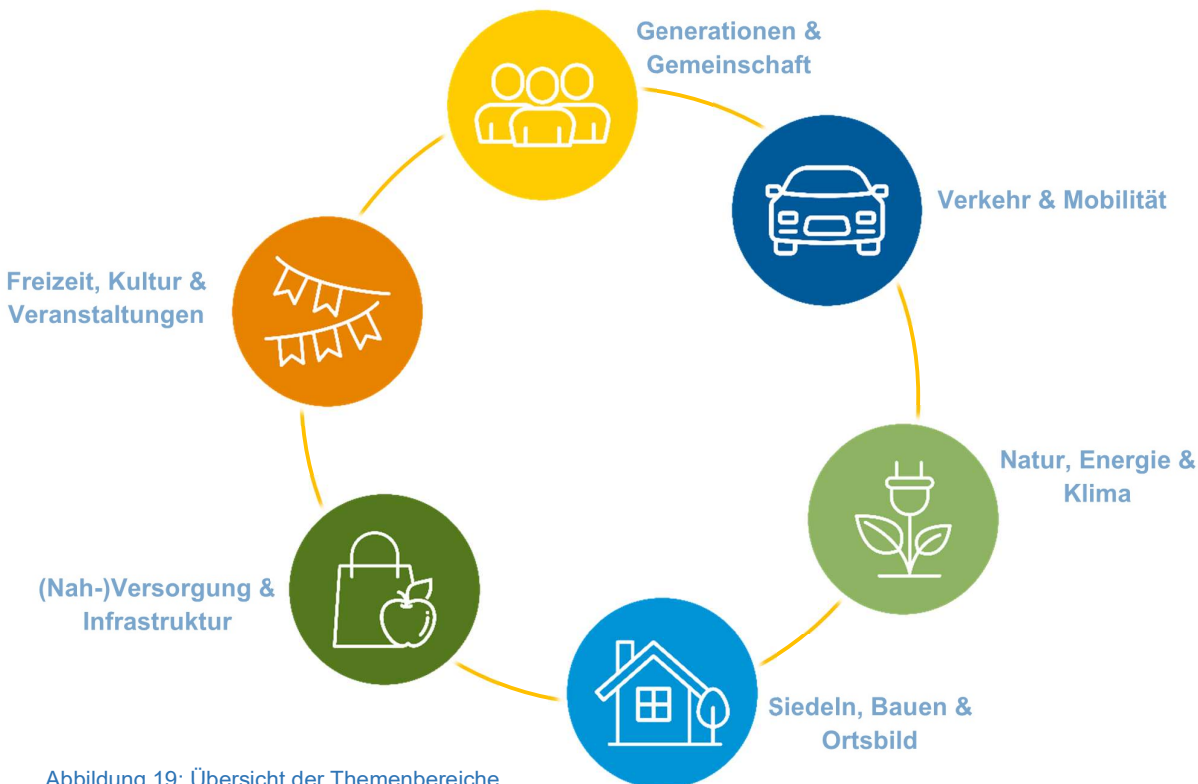 Generationen &
Gemeinschaft
Verkehr & Mobilität
Freizeit, Kultur &
Veranstaltungen
Natur, Energie &
Klima
(Nah-)Versorgung &
Infrastruktur
Siedeln, Bauen &
Ortsbild
Abbildung 19: Übersicht der Themenbereiche